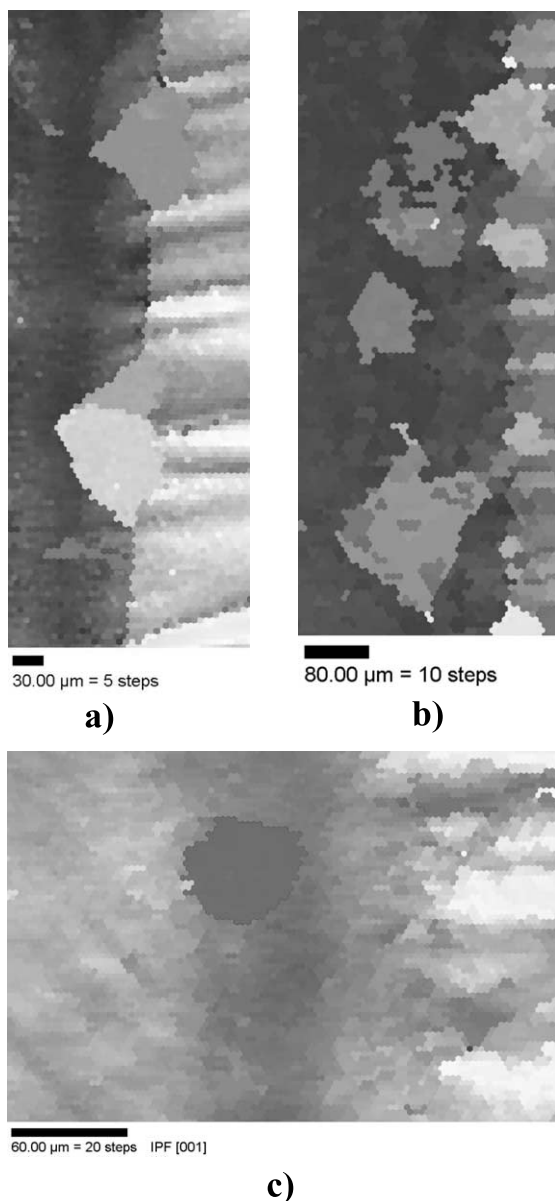 30.00 µm = 5 steps
a)
80.00 µm = 10 steps
b)
60.00 µm = 20 steps IPF [001]
c)